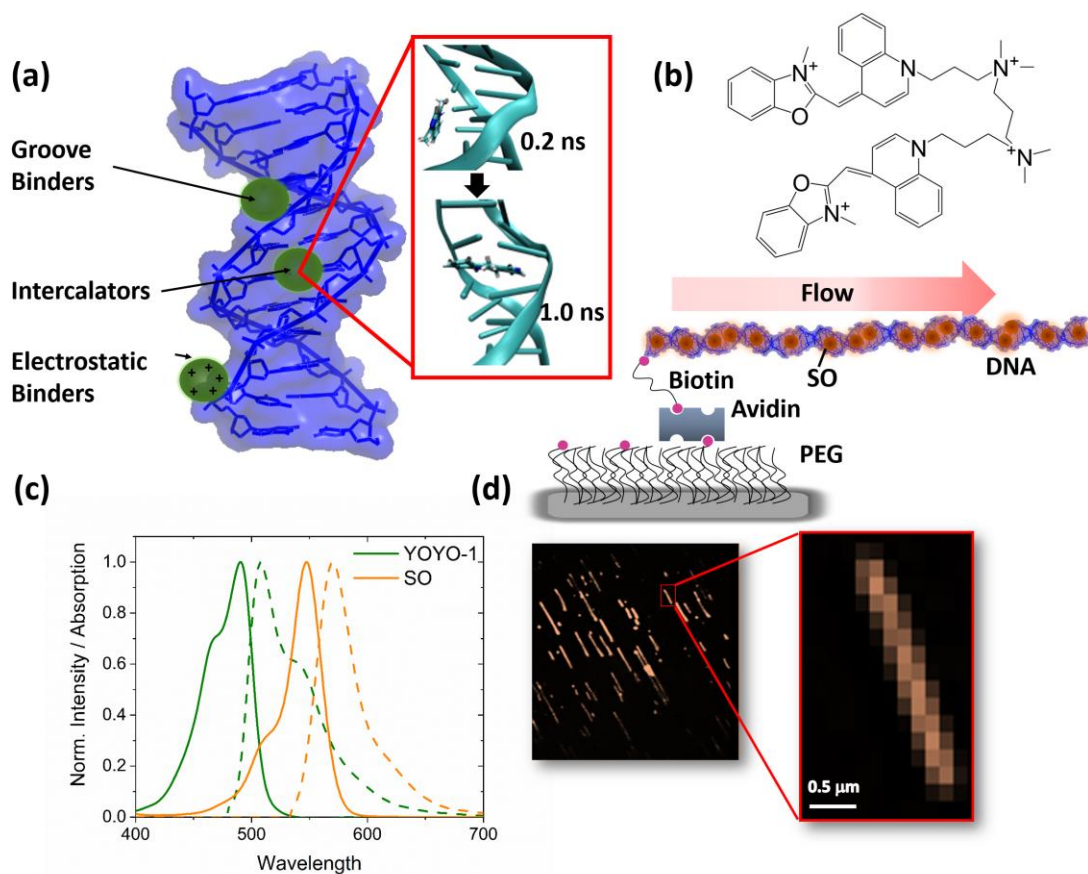 (a)
Groove
Binders
Intercalators
Electrostatic
Binders
+ + + + +
0.2 ns
1.0 ns
(b)
N
+
O
N
N
+
N
+
N
O
N
+
Flow
Biotin
SO
DNA
Avidin
PEG
(c)
YOYO-1
SO
Norm. Intensity / Absorption
1.0
0.8
0.6
0.4
0.2
0.0
400
500
600
700
Wavelength
(d)
0.5 µm